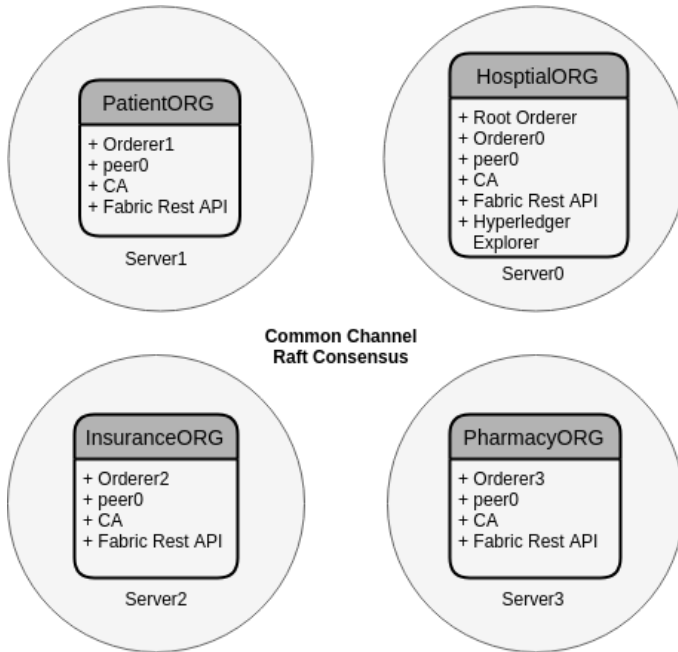 PatientORG
+ Orderer1
+ peer0
+ CA
+ Fabric Rest API
Server1
HosptialORG
+ Root Orderer
+ Orderer0
+ peer0
+ CA
+ Fabric Rest API
+ Hyperledger
Explorer
Server0
Common Channel
Raft Consensus
InsuranceORG
+ Orderer2
+ peer0
+ CA
+ Fabric Rest API
Server2
PharmacyORG
+ Orderer3
+ peer0
+ CA
+ Fabric Rest API
Server3